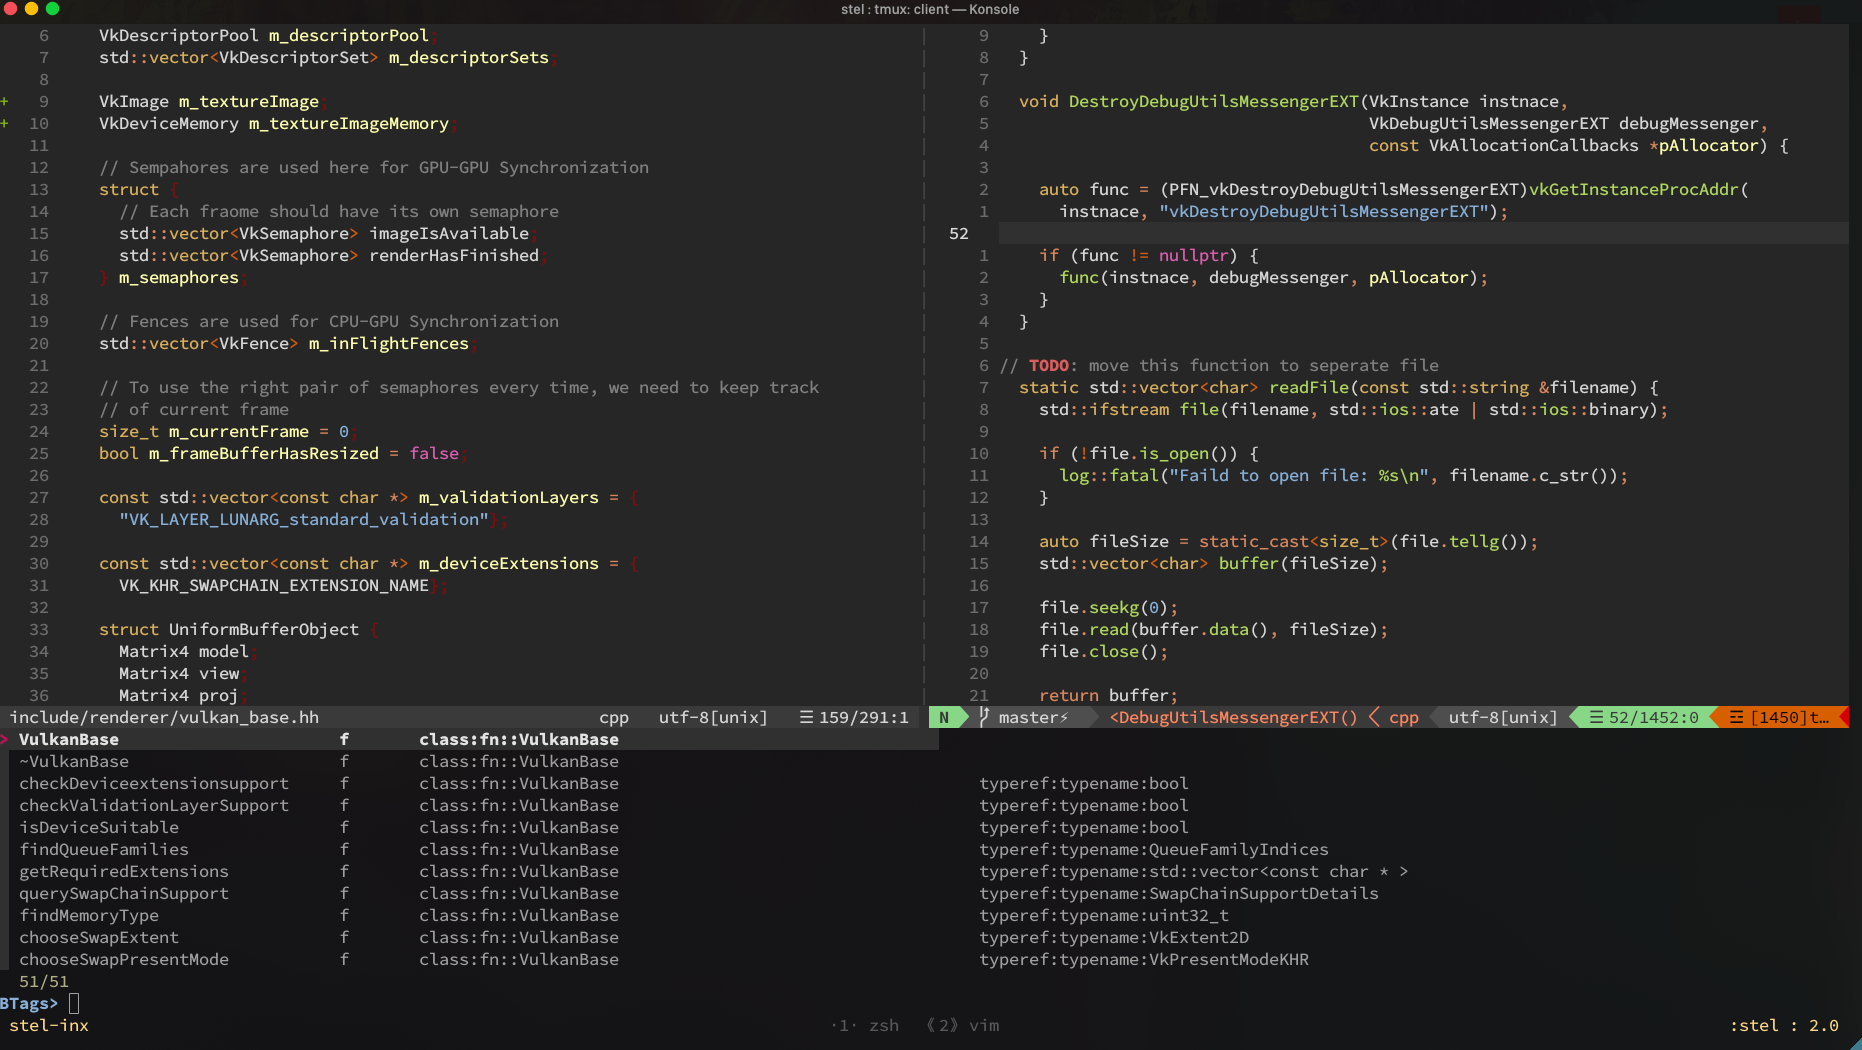 stel : tmux: client — Konsole
6 VkDescriptorPool m_descriptorPool;
7 std::vector<VkDescriptorSet> m_descriptorSets;
8
+ 9 VkImage m_textureImage;
+ 10 VkDeviceMemory m_textureImageMemory;
11
12 // Sempahores are used here for GPU-GPU Synchronization
13 struct {
14 // Each fraome should have its own semaphore
15 std::vector<VkSemaphore> imageIsAvailable;
16 std::vector<VkSemaphore> renderHasFinished;
17 } m_semaphores;
18
19 // Fences are used for CPU-GPU Synchronization
20 std::vector<VkFence> m_inFlightFences;
21
22 // To use the right pair of semaphores every time, we need to keep track
23 // of current frame
24 size_t m_currentFrame = 0;
25 bool m_frameBufferHasResized = false;
26
27 const std::vector<const char *> m_validationLayers = {
28 "VK_LAYER_LUNARG_standard_validation"};
29
30 const std::vector<const char *> m_deviceExtensions = {
31 VK_KHR_SWAPCHAIN_EXTENSION_NAME};
32
33 struct UniformBufferObject {
34 Matrix4 model;
35 Matrix4 view;
36 Matrix4 proj;
include/renderer/vulkan_base.hh cpp utf-8[unix] ☰ 159/291:1
9 }
8 }
7
6 void DestroyDebugUtilsMessengerEXT(VkInstance instnace,
5 VkDebugUtilsMessengerEXT debugMessenger,
4 const VkAllocationCallbacks *pAllocator) {
3
2 auto func = (PFN_vkDestroyDebugUtilsMessengerEXT)vkGetInstanceProcAddr(
1 instnace, "vkDestroyDebugUtilsMessengerEXT");
52
1 if (func != nullptr) {
2 func(instnace, debugMessenger, pAllocator);
3 }
4 }
5
6 // TODO: move this function to seperate file
7 static std::vector<char> readFile(const std::string &filename) {
8 std::ifstream file(filename, std::ios::ate | std::ios::binary);
9
10 if (!file.is_open()) {
11 log::fatal("Faild to open file: %s\n", filename.c_str());
12 }
13
14 auto fileSize = static_cast<size_t>(file.tellg());
15 std::vector<char> buffer(fileSize);
16
17 file.seekg(0);
18 file.read(buffer.data(), fileSize);
19 file.close();
20
21 return buffer;
N master⚡ <DebugUtilsMessengerEXT() cpp utf-8[unix] ☰ 52/1452:0 ☲ [1450]t…
> VulkanBase f class:fn::VulkanBase
~VulkanBase f class:fn::VulkanBase
checkDeviceextensionsupport f class:fn::VulkanBase typeref:typename:bool
checkValidationLayerSupport f class:fn::VulkanBase typeref:typename:bool
isDeviceSuitable f class:fn::VulkanBase typeref:typename:bool
findQueueFamilies f class:fn::VulkanBase typeref:typename:QueueFamilyIndices
getRequiredExtensions f class:fn::VulkanBase typeref:typename:std::vector<const char * >
querySwapChainSupport f class:fn::VulkanBase typeref:typename:SwapChainSupportDetails
findMemoryType f class:fn::VulkanBase typeref:typename:uint32_t
chooseSwapExtent f class:fn::VulkanBase typeref:typename:VkExtent2D
chooseSwapPresentMode f class:fn::VulkanBase typeref:typename:VkPresentModeKHR
51/51
BTags>
stel-inx ·1· zsh 《2》 vim :stel : 2.0